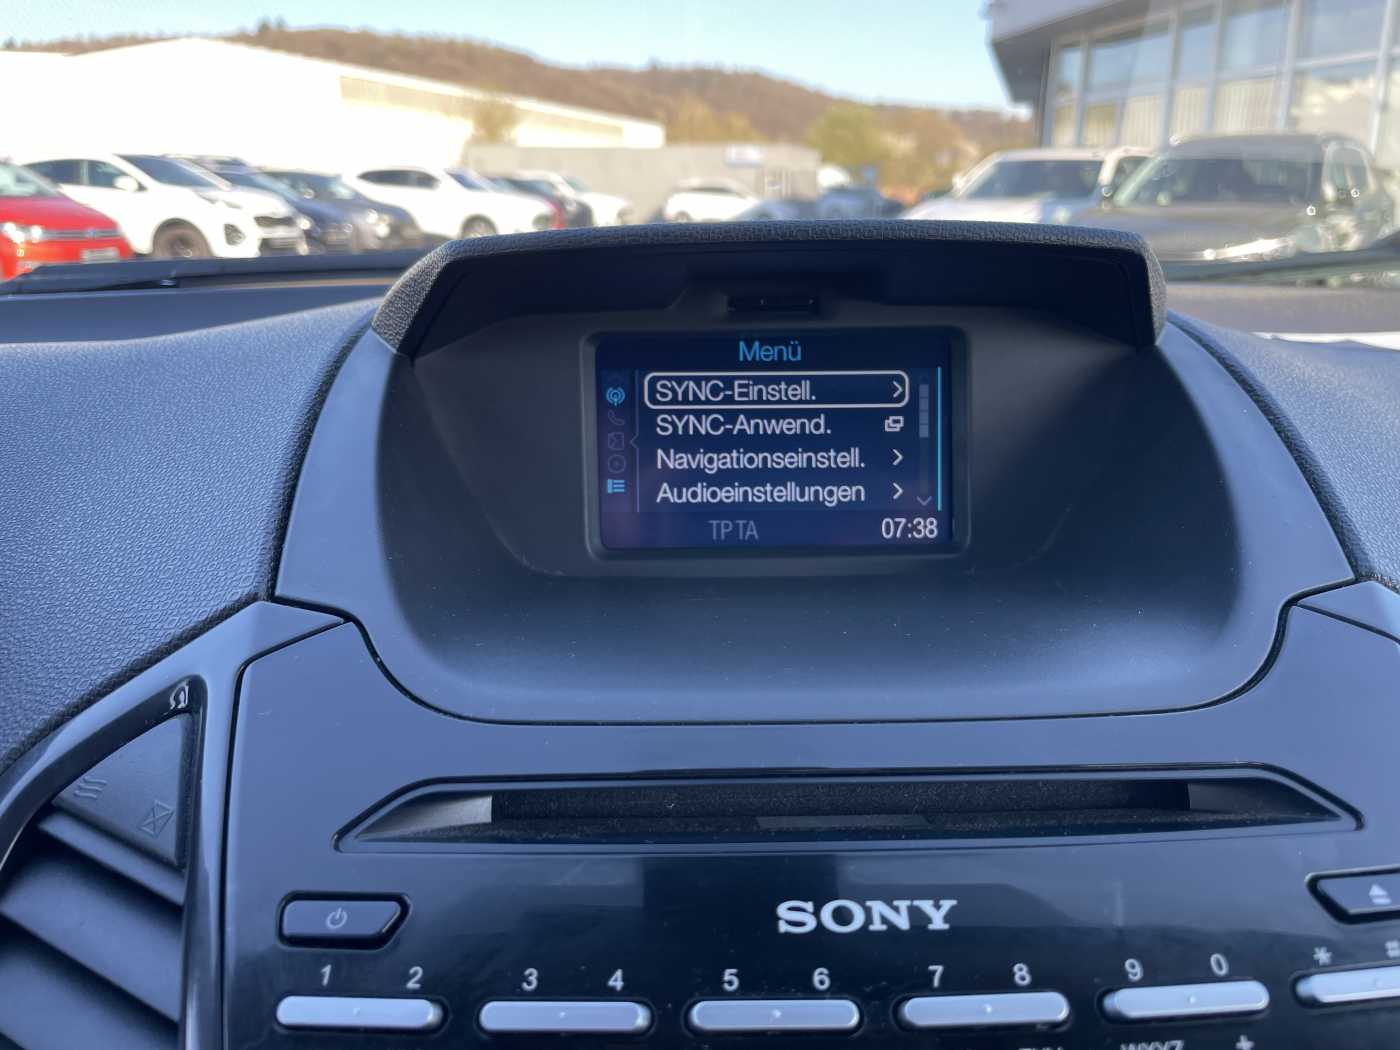 Menü
SYNC-Einstell.
SYNC-Anwend.
Navigationseinstell.
Audioeinstellungen
TP TA 07:38
SONY
1 2 3 4 5 6 7 8 9 0 *